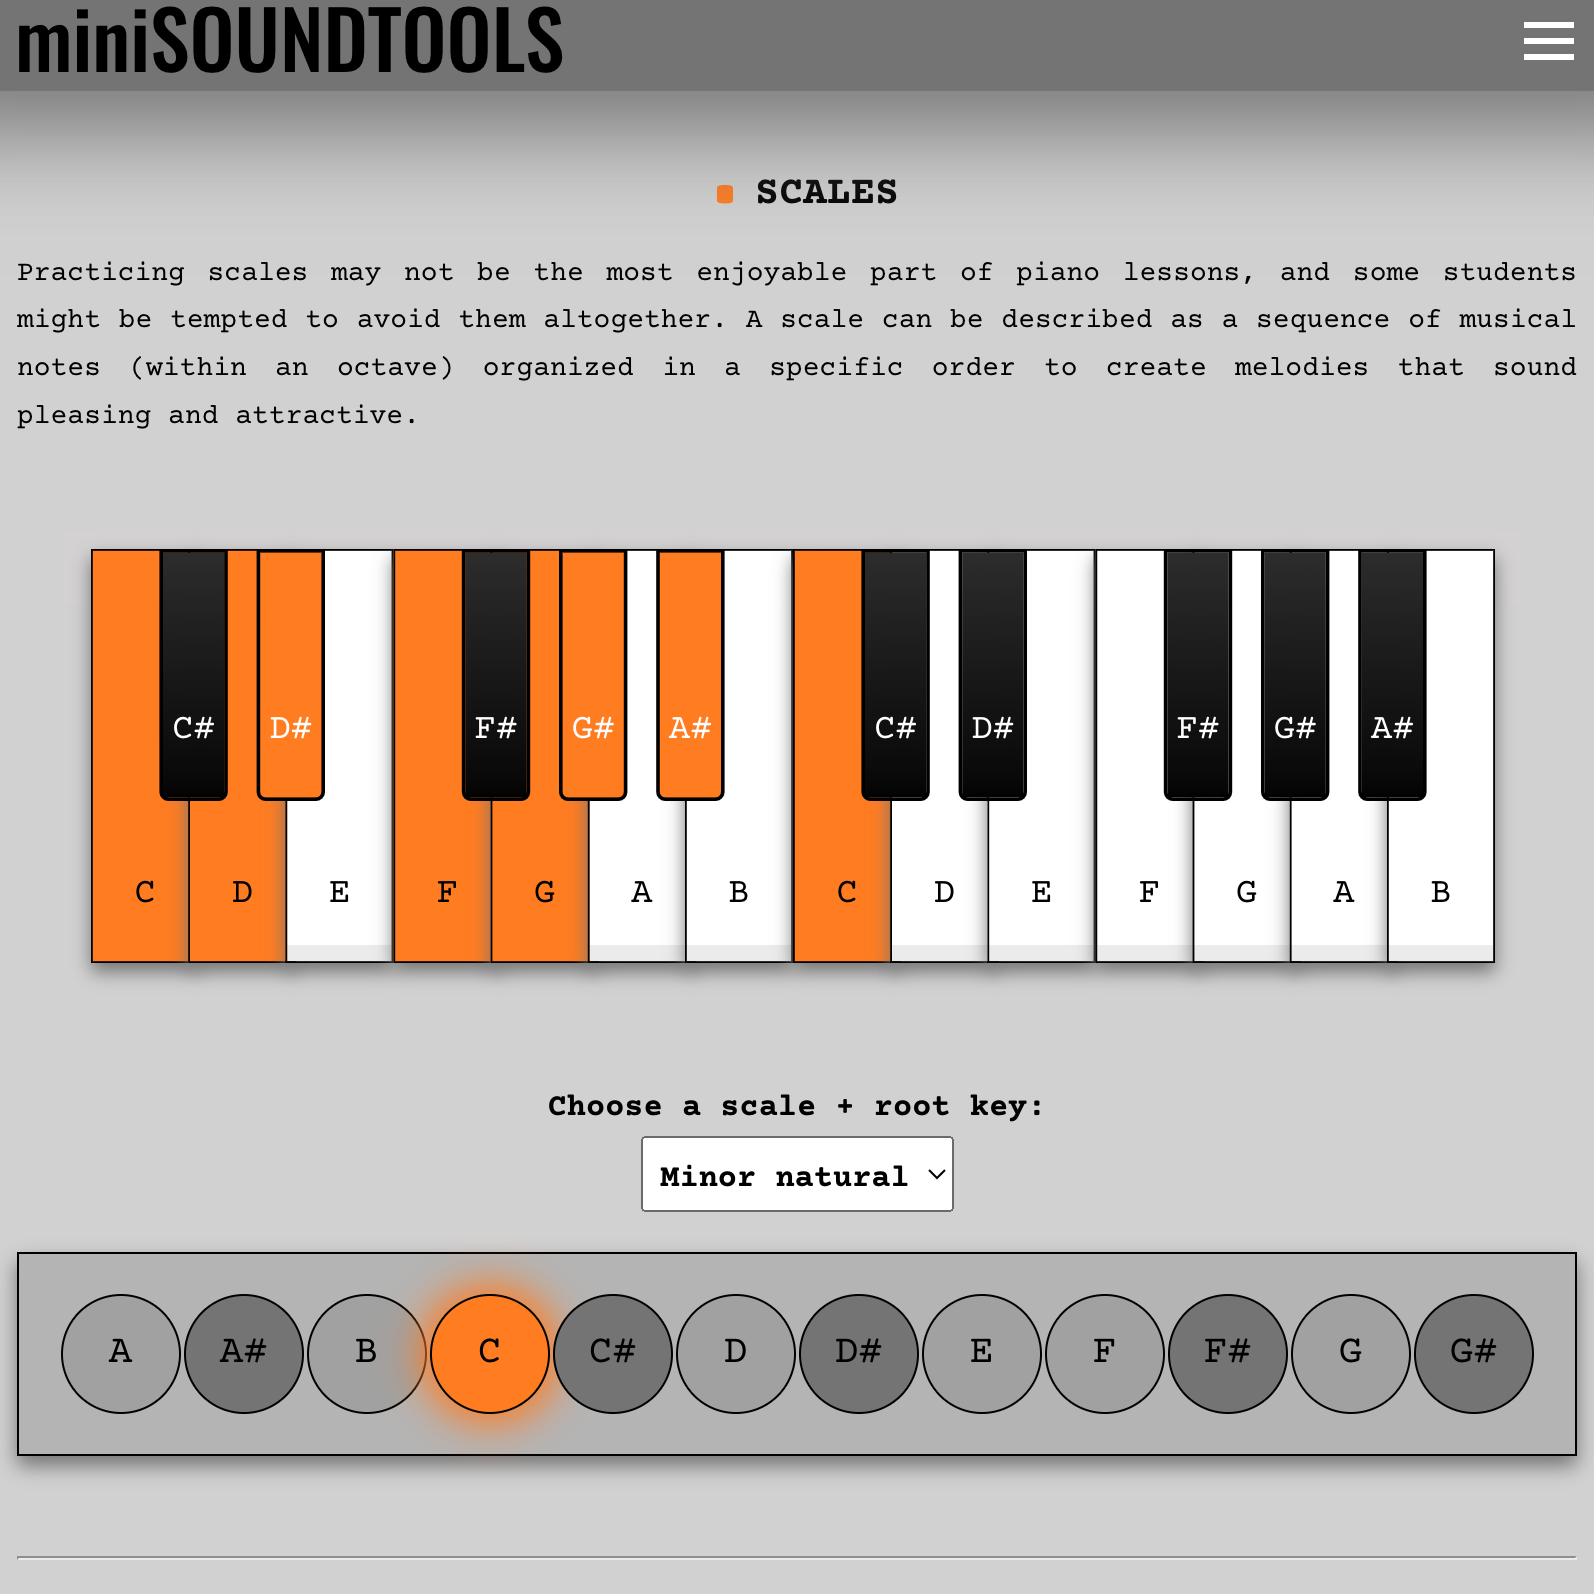 miniSOUNDTOOLS
SCALES
Practicing scales may not be the most enjoyable part of piano lessons, and some students
might be tempted to avoid them altogether. A scale can be described as a sequence of musical
notes (within an octave) organized in a specific order to create melodies that sound
pleasing and attractive.
C# D# F# G# A# C# D# F# G# A#
C D E F G A B C D E F G A B
Choose a scale + root key:
Minor natural
A A# B C C# D D# E F F# G G#